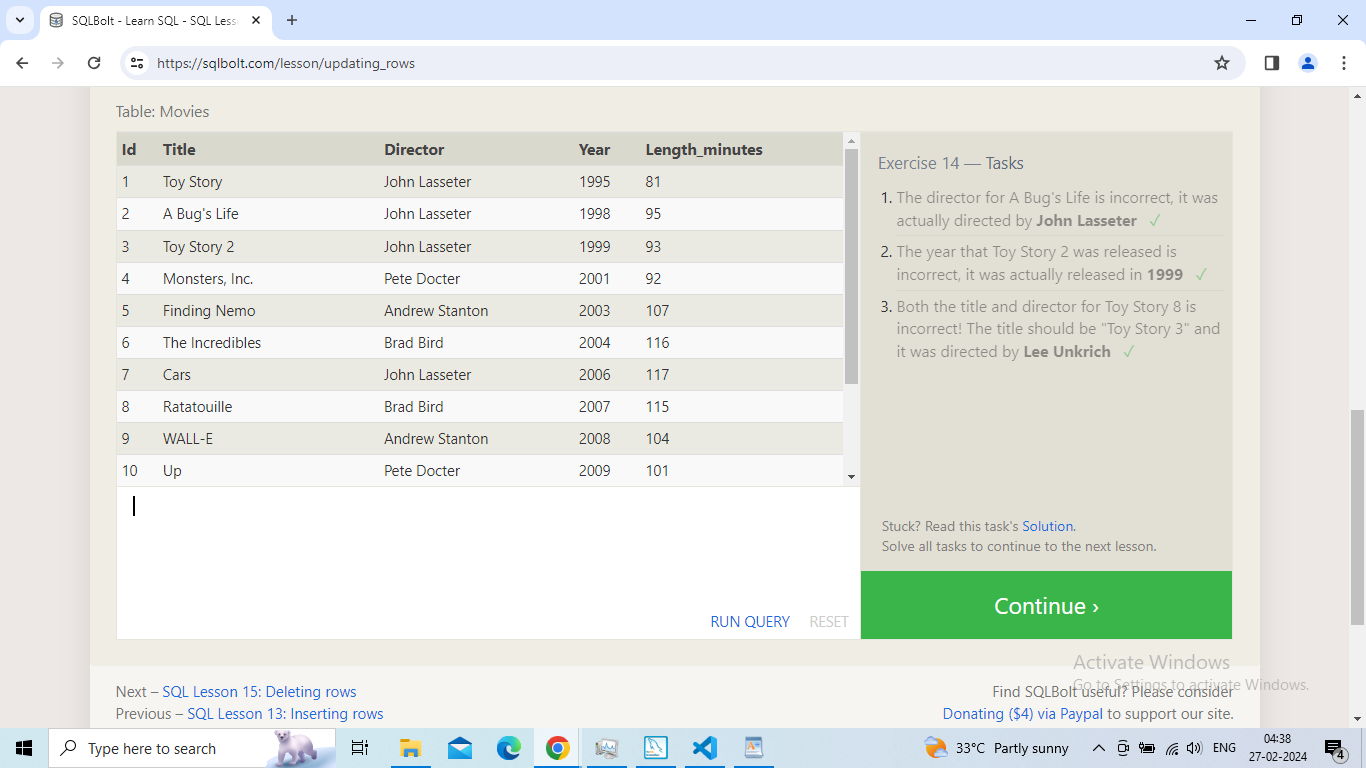 SQLBolt - Learn SQL - SQL Less
https://sqlbolt.com/lesson/updating_rows
Table: Movies
Id Title Director Year Length_minutes
1 Toy Story John Lasseter 1995 81
2 A Bug's Life John Lasseter 1998 95
3 Toy Story 2 John Lasseter 1999 93
4 Monsters, Inc. Pete Docter 2001 92
5 Finding Nemo Andrew Stanton 2003 107
6 The Incredibles Brad Bird 2004 116
7 Cars John Lasseter 2006 117
8 Ratatouille Brad Bird 2007 115
9 WALL-E Andrew Stanton 2008 104
10 Up Pete Docter 2009 101
RUN QUERY RESET
Exercise 14 — Tasks
1. The director for A Bug's Life is incorrect, it was
actually directed by John Lasseter ✓
2. The year that Toy Story 2 was released is
incorrect, it was actually released in 1999 ✓
3. Both the title and director for Toy Story 8 is
incorrect! The title should be "Toy Story 3" and
it was directed by Lee Unkrich ✓
Stuck? Read this task's Solution.
Solve all tasks to continue to the next lesson.
Continue ›
Next – SQL Lesson 15: Deleting rows
Previous – SQL Lesson 13: Inserting rows
Find SQLBolt useful? Please consider
Donating ($4) via Paypal to support our site.
Activate Windows
Go to Settings to activate Windows.
Type here to search
33°C Partly sunny
ENG
04:38
27-02-2024
4